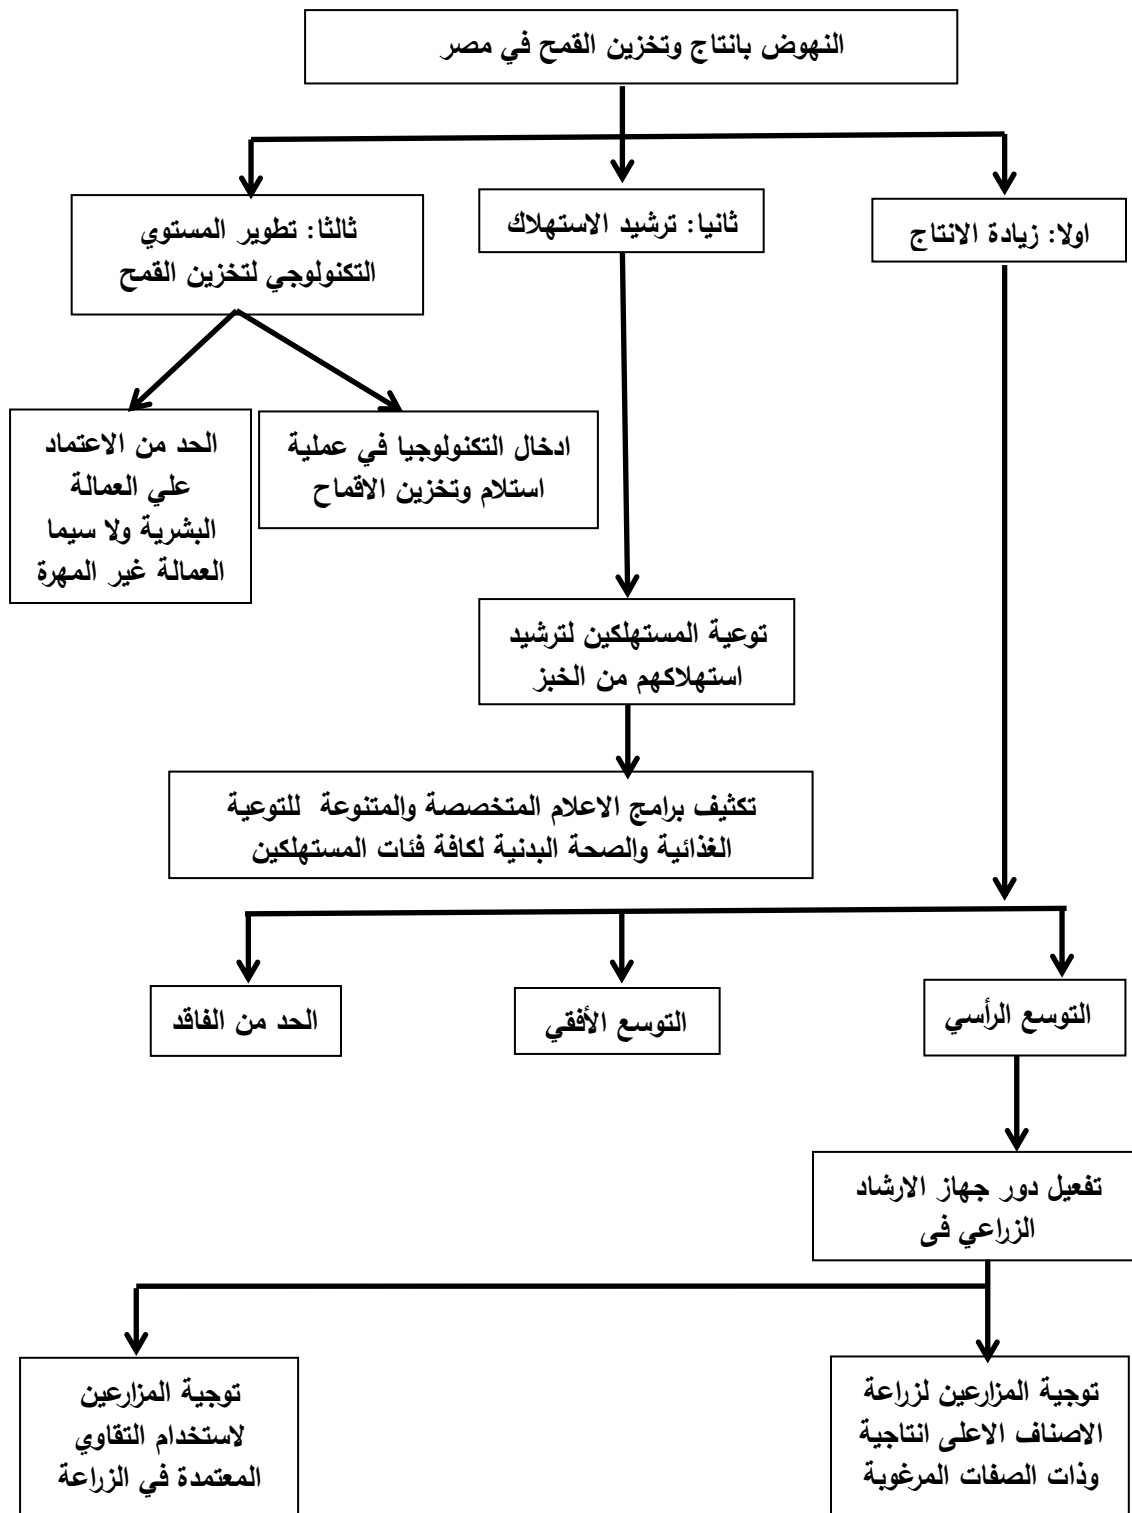 النهوض بانتاج وتخزين القمح في مصر
اولا: زيادة الانتاج
ثانيا: ترشيد الاستهلاك
ثالثا: تطوير المستوي
التكنولوجي لتخزين القمح
ادخال التكنولوجيا في عملية
استلام وتخزين الاقماح
الحد من الاعتماد
علي العمالة
البشرية ولا سيما
العمالة غير المهرة
توعية المستهلكين لترشيد
استهلاكهم من الخبز
تكثيف برامج الاعلام المتخصصة والمتنوعة للتوعية
الغذائية والصحة البدنية لكافة فئات المستهلكين
التوسع الرأسي
التوسع الأفقي
الحد من الفاقد
تفعيل دور جهاز الارشاد
الزراعي فى
توجية المزارعين لزراعة
الاصناف الاعلى انتاجية
وذات الصفات المرغوبة
توجية المزارعين
لاستخدام التقاوي
المعتمدة في الزراعة